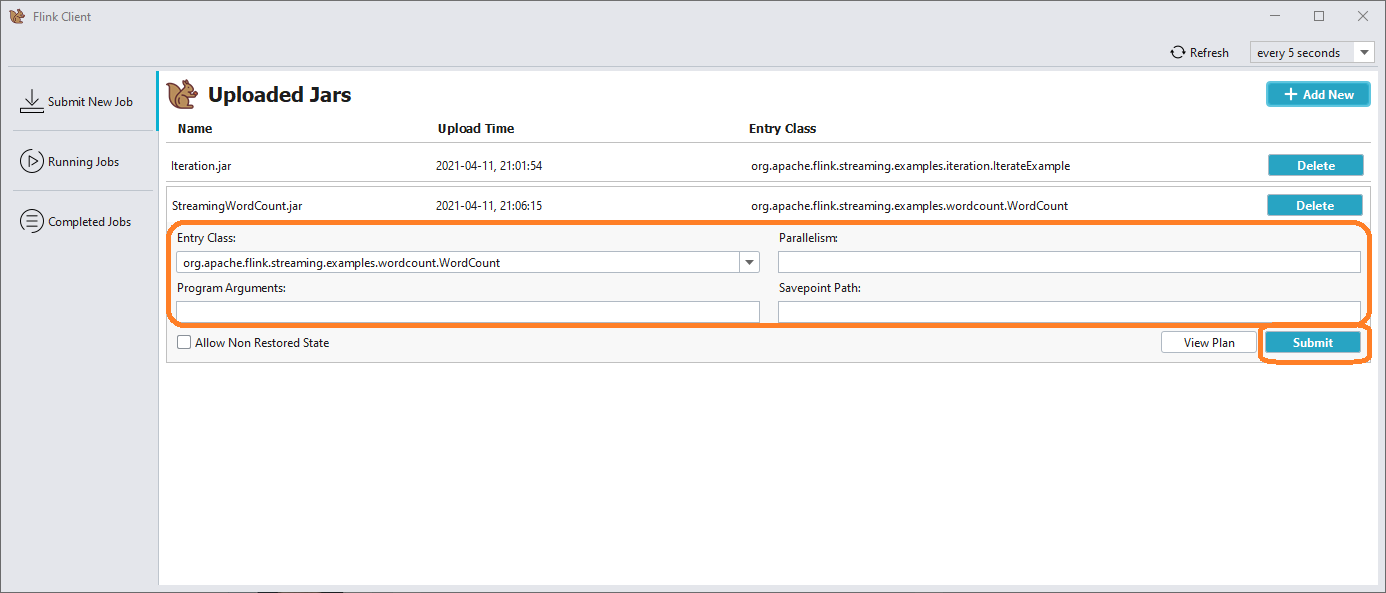 Flink Client
Refresh every 5 seconds
Submit New Job
Running Jobs
Completed Jobs
Uploaded Jars
+ Add New
Name Upload Time Entry Class
Iteration.jar 2021-04-11, 21:01:54 org.apache.flink.streaming.examples.iteration.IterateExample Delete
StreamingWordCount.jar 2021-04-11, 21:06:15 org.apache.flink.streaming.examples.wordcount.WordCount Delete
Entry Class: Parallelism:
org.apache.flink.streaming.examples.wordcount.WordCount
Program Arguments: Savepoint Path:
Allow Non Restored State View Plan Submit